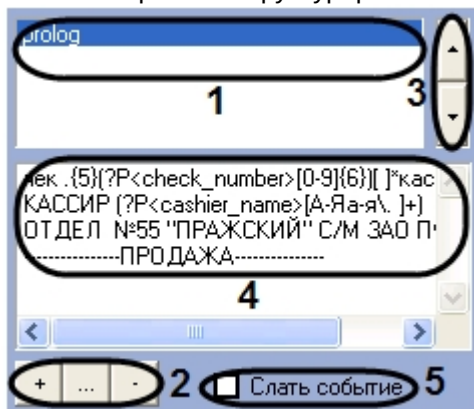 prolog
1
3
чек .{5}(?P<check_number>[0-9]{6})[ ]*кас
КАССИР (?P<cashier_name>[А-Яа-я\. ]+)
ОТДЕЛ №55 "ПРАЖСКИЙ" С/М ЗАО
---------------ПРОДАЖА---------------
4
+ ... - 2 Слать событие 5